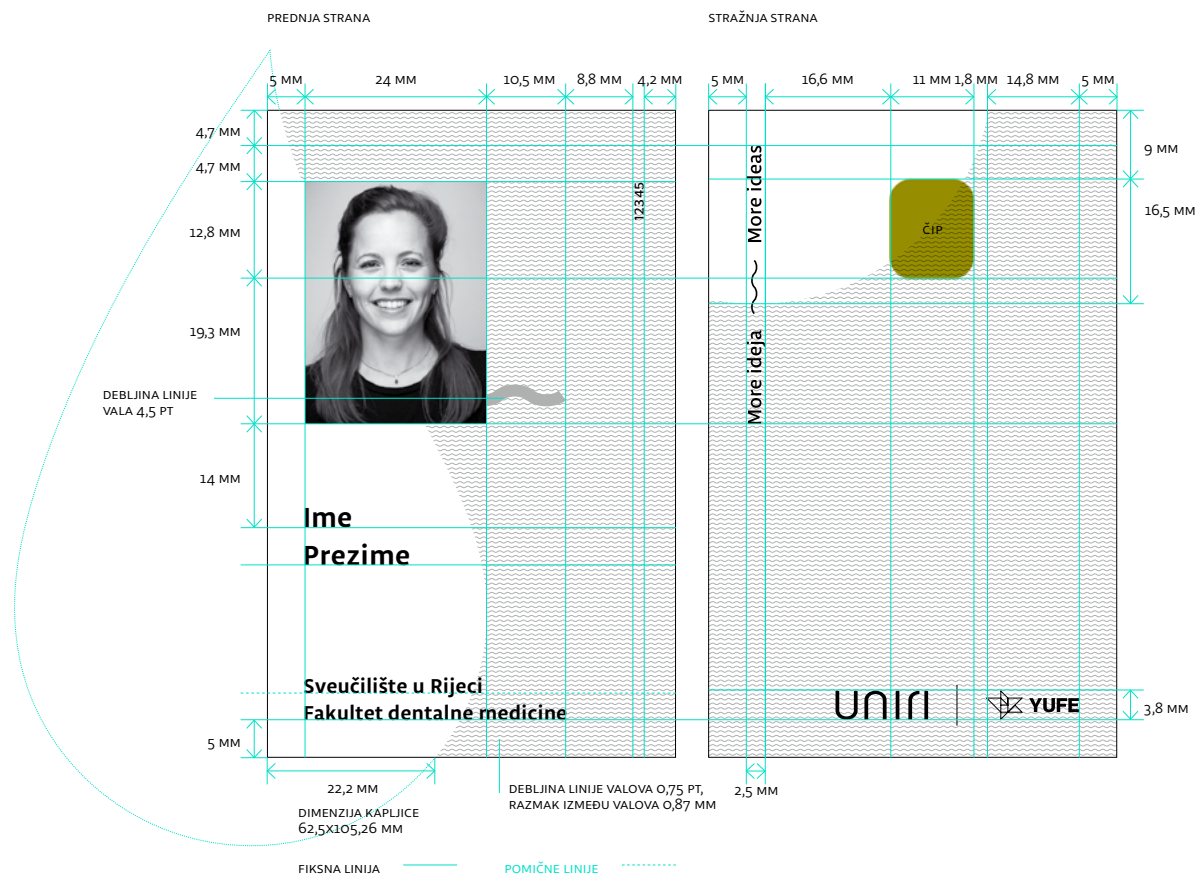 PREDNJA STRANA
STRAŽNJA STRANA
5 MM
24 MM
10,5 MM
8,8 MM
4,2 MM
5 MM
16,6 MM
11 MM
1,8 MM
14,8 MM
5 MM
4,7 MM
4,7 MM
12,8 MM
19,3 MM
DEBLJINA LINIJE
VALA 4,5 PT
14 MM
5 MM
12345
Ime
Prezime
Sveučilište u Rijeci
Fakultet dentalne medicine
More ideja
More ideas
ČIP
9 MM
16,5 MM
uniri
YUFE
3,8 MM
22,2 MM
DIMENZIJA KAPLJICE
62,5X105,26 MM
DEBLJINA LINIJE VALOVA 0,75 PT,
RAZMAK IZMEĐU VALOVA 0,87 MM
2,5 MM
FIKSNA LINIJA
POMIČNE LINIJE